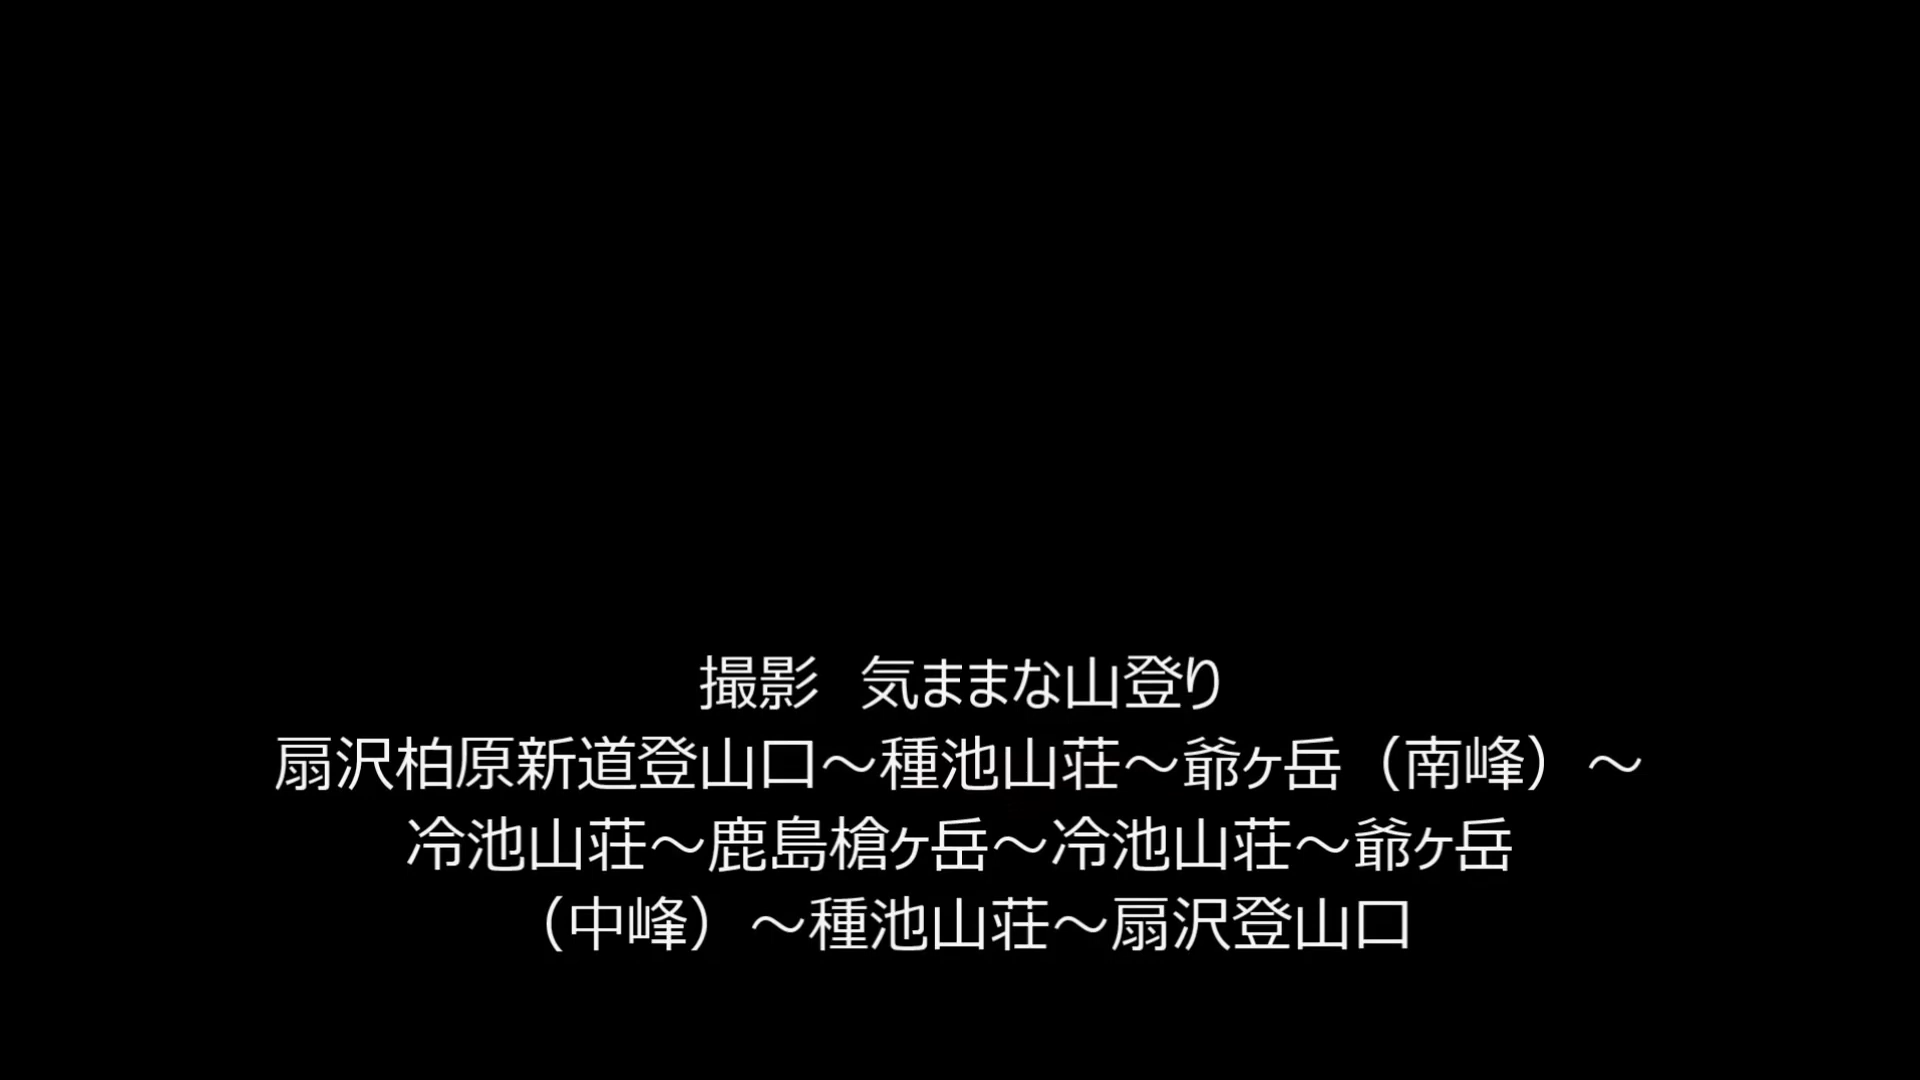 撮影　気ままな山登り
扇沢柏原新道登山口～種池山荘～爺ヶ岳（南峰）～
冷池山荘～鹿島槍ヶ岳～冷池山荘～爺ヶ岳
（中峰）～種池山荘～扇沢登山口